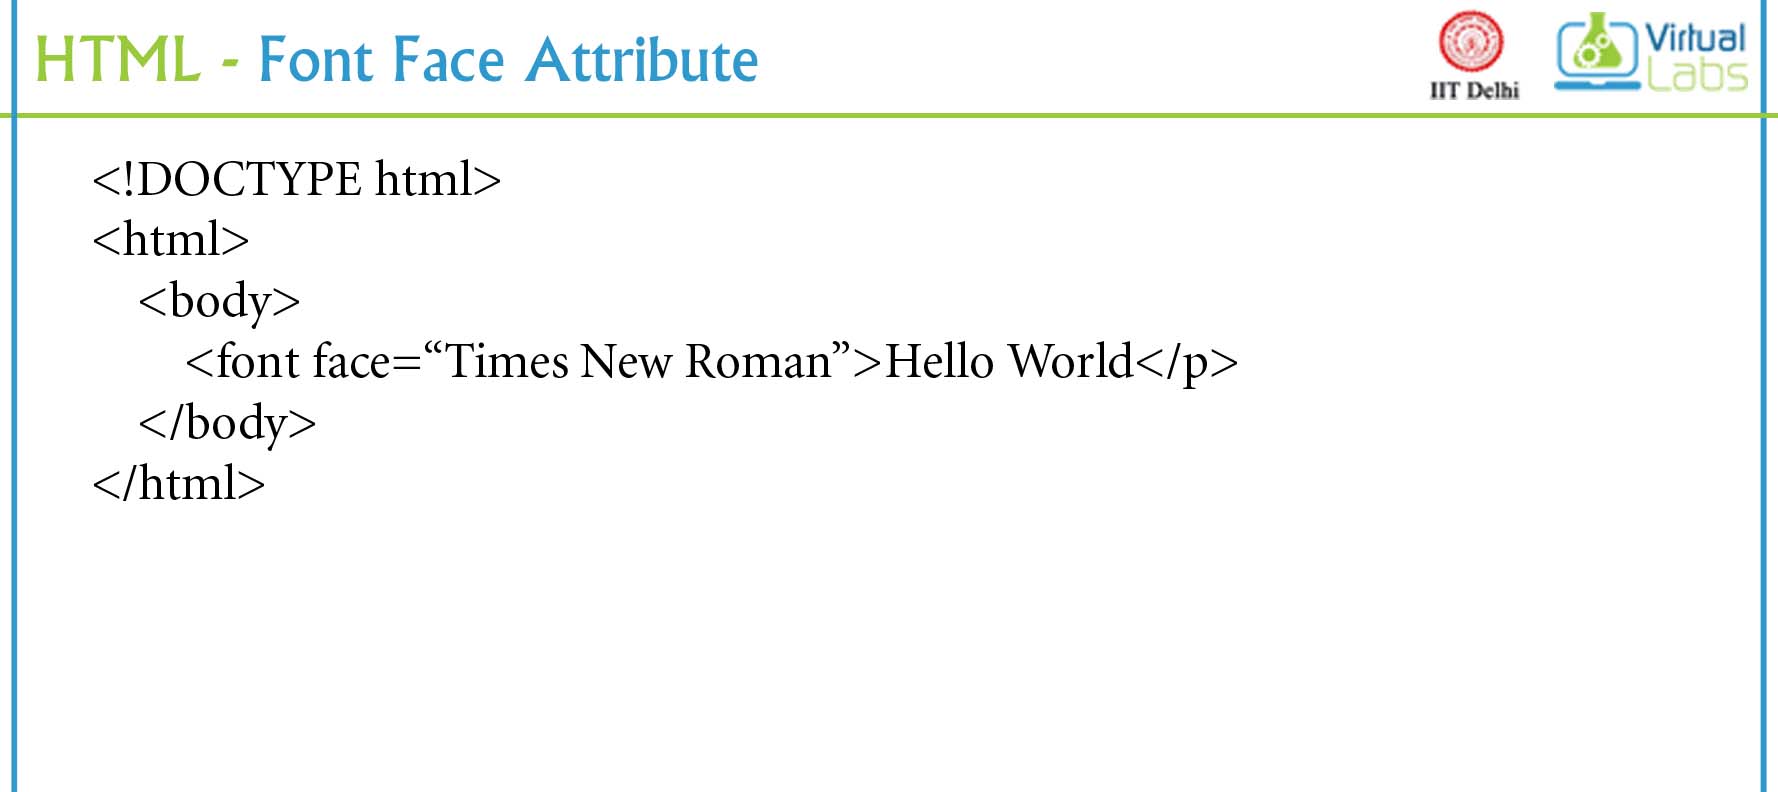 HTML - Font Face Attribute
IIT Delhi
Virtual
Labs
<!DOCTYPE html>
<html>
<body>
<font face=“Times New Roman”>Hello World</p>
</body>
</html>